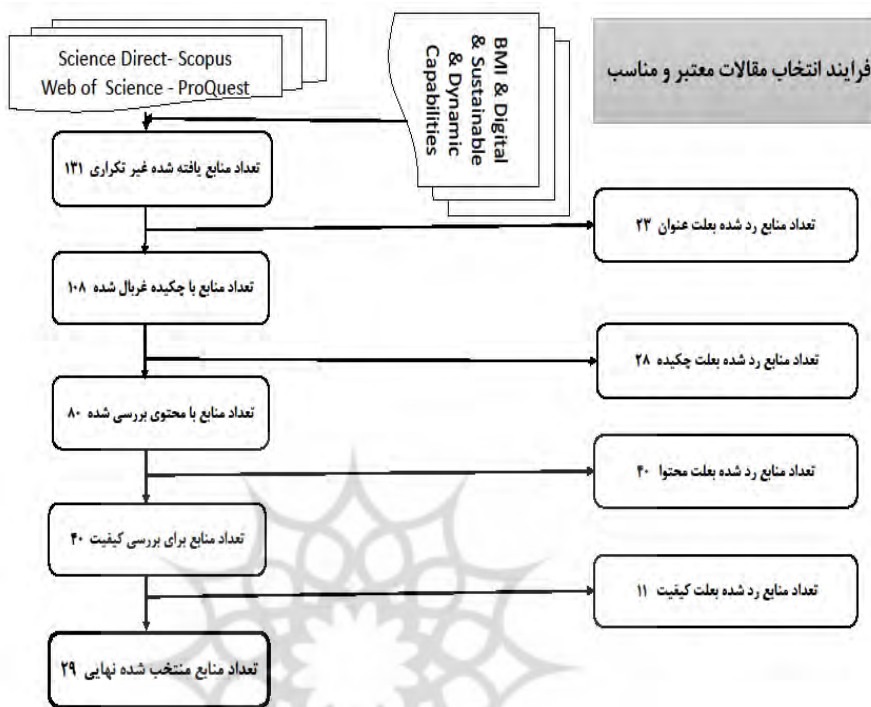 فرایند انتخاب مقالات معتبر و مناسب
Science Direct- Scopus
Web of Science - ProQuest
BMI & Digital
& Sustainable
& Dynamic
Capabilities
تعداد منابع یافته شده غیر تکراری ۱۳۱
تعداد منابع رد شده بعلت عنوان ۲۳
تعداد منابع با چکیده غربال شده ۱۰۸
تعداد منابع رد شده بعلت چکیده ۲۸
تعداد منابع با محتوی بررسی شده ۸۰
تعداد منابع رد شده بعلت محتوا ۴۰
تعداد منابع برای بررسی کیفیت ۴۰
تعداد منابع رد شده بعلت کیفیت ۱۱
تعداد منابع منتخب شده نهایی ۲۹